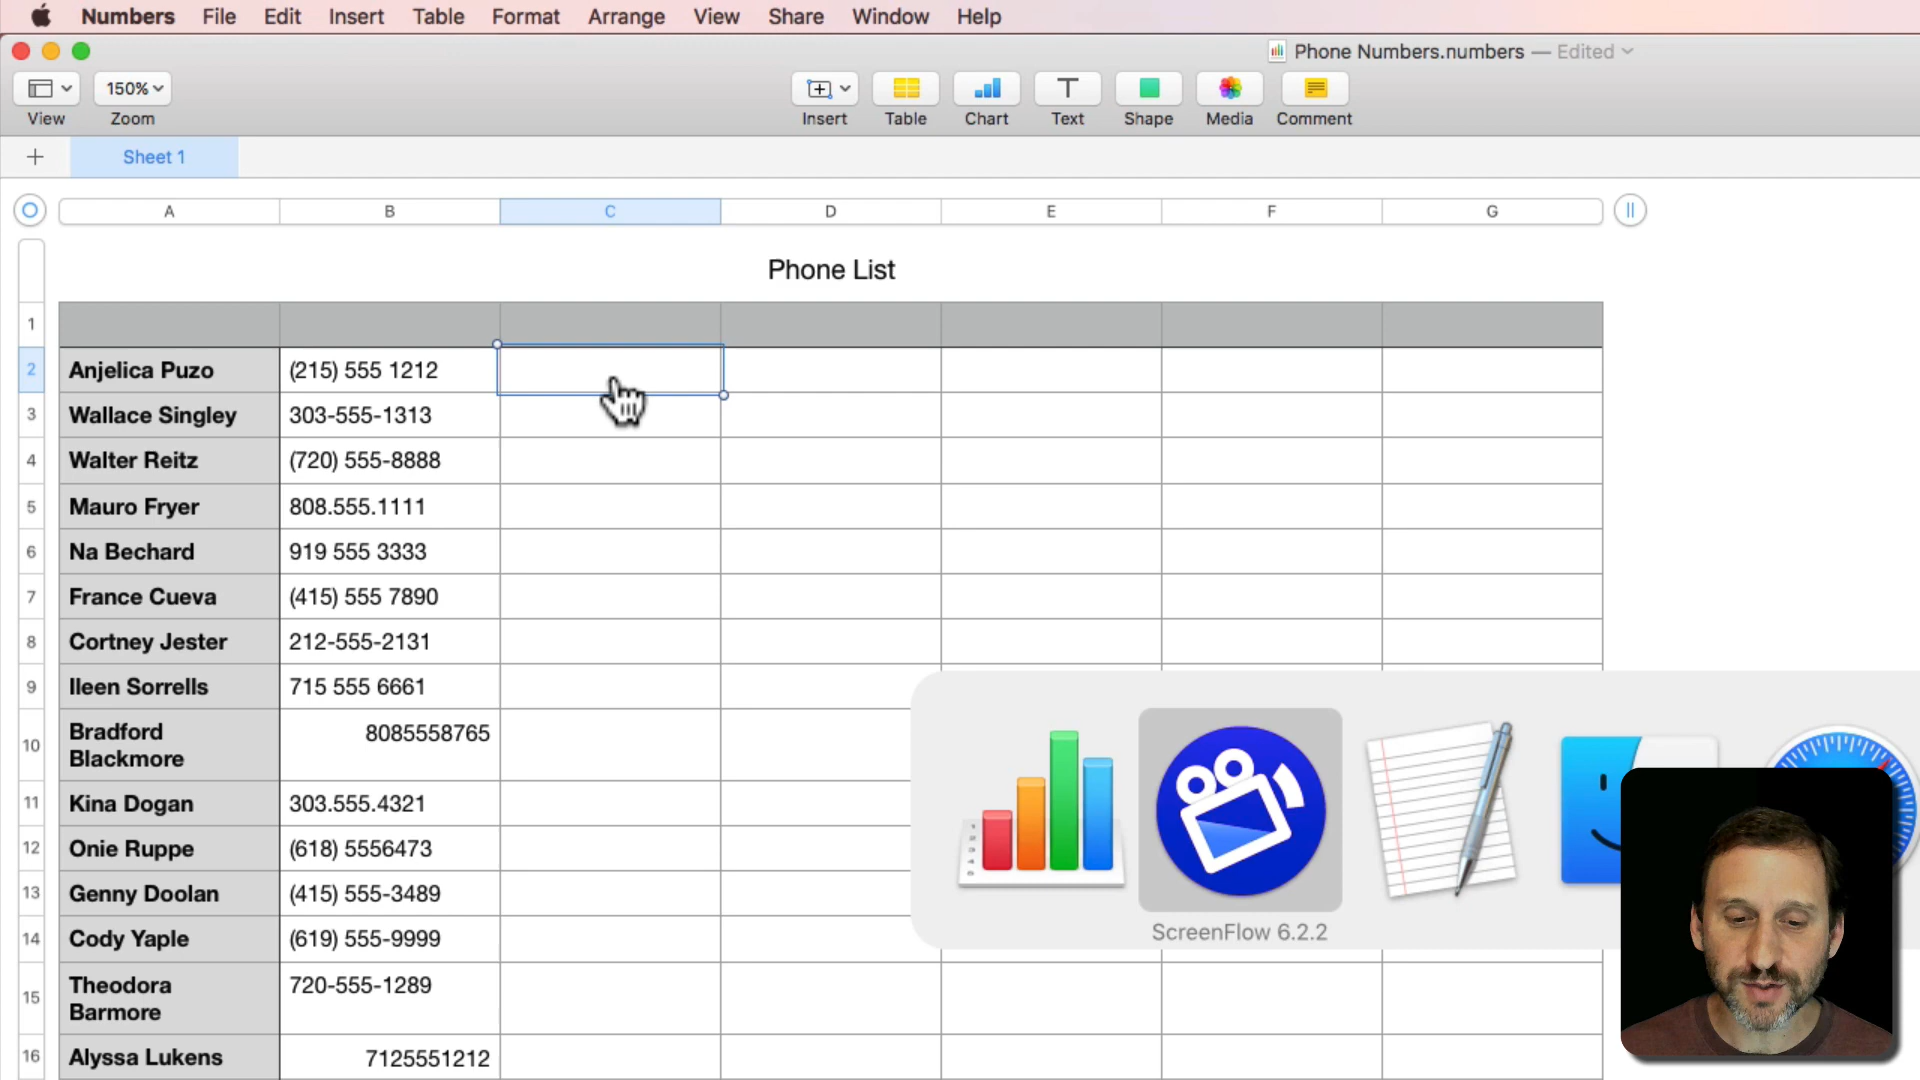 Numbers File Edit Insert Table Format Arrange View Share Window Help
Phone Numbers.numbers — Edited
150%
View Zoom Insert Table Chart Text Shape Media Comment
+ Sheet 1
A B C D E F G
Phone List
1
2 Anjelica Puzo (215) 555 1212
3 Wallace Singley 303-555-1313
4 Walter Reitz (720) 555-8888
5 Mauro Fryer 808.555.1111
6 Na Bechard 919 555 3333
7 France Cueva (415) 555 7890
8 Cortney Jester 212-555-2131
9 Ileen Sorrells 715 555 6661
10 Bradford 8085558765
Blackmore
11 Kina Dogan 303.555.4321
12 Onie Ruppe (618) 5556473
13 Genny Doolan (415) 555-3489
ScreenFlow 6.2.2
14 Cody Yaple (619) 555-9999
15 Theodora 720-555-1289
Barmore
16 Alyssa Lukens 7125551212